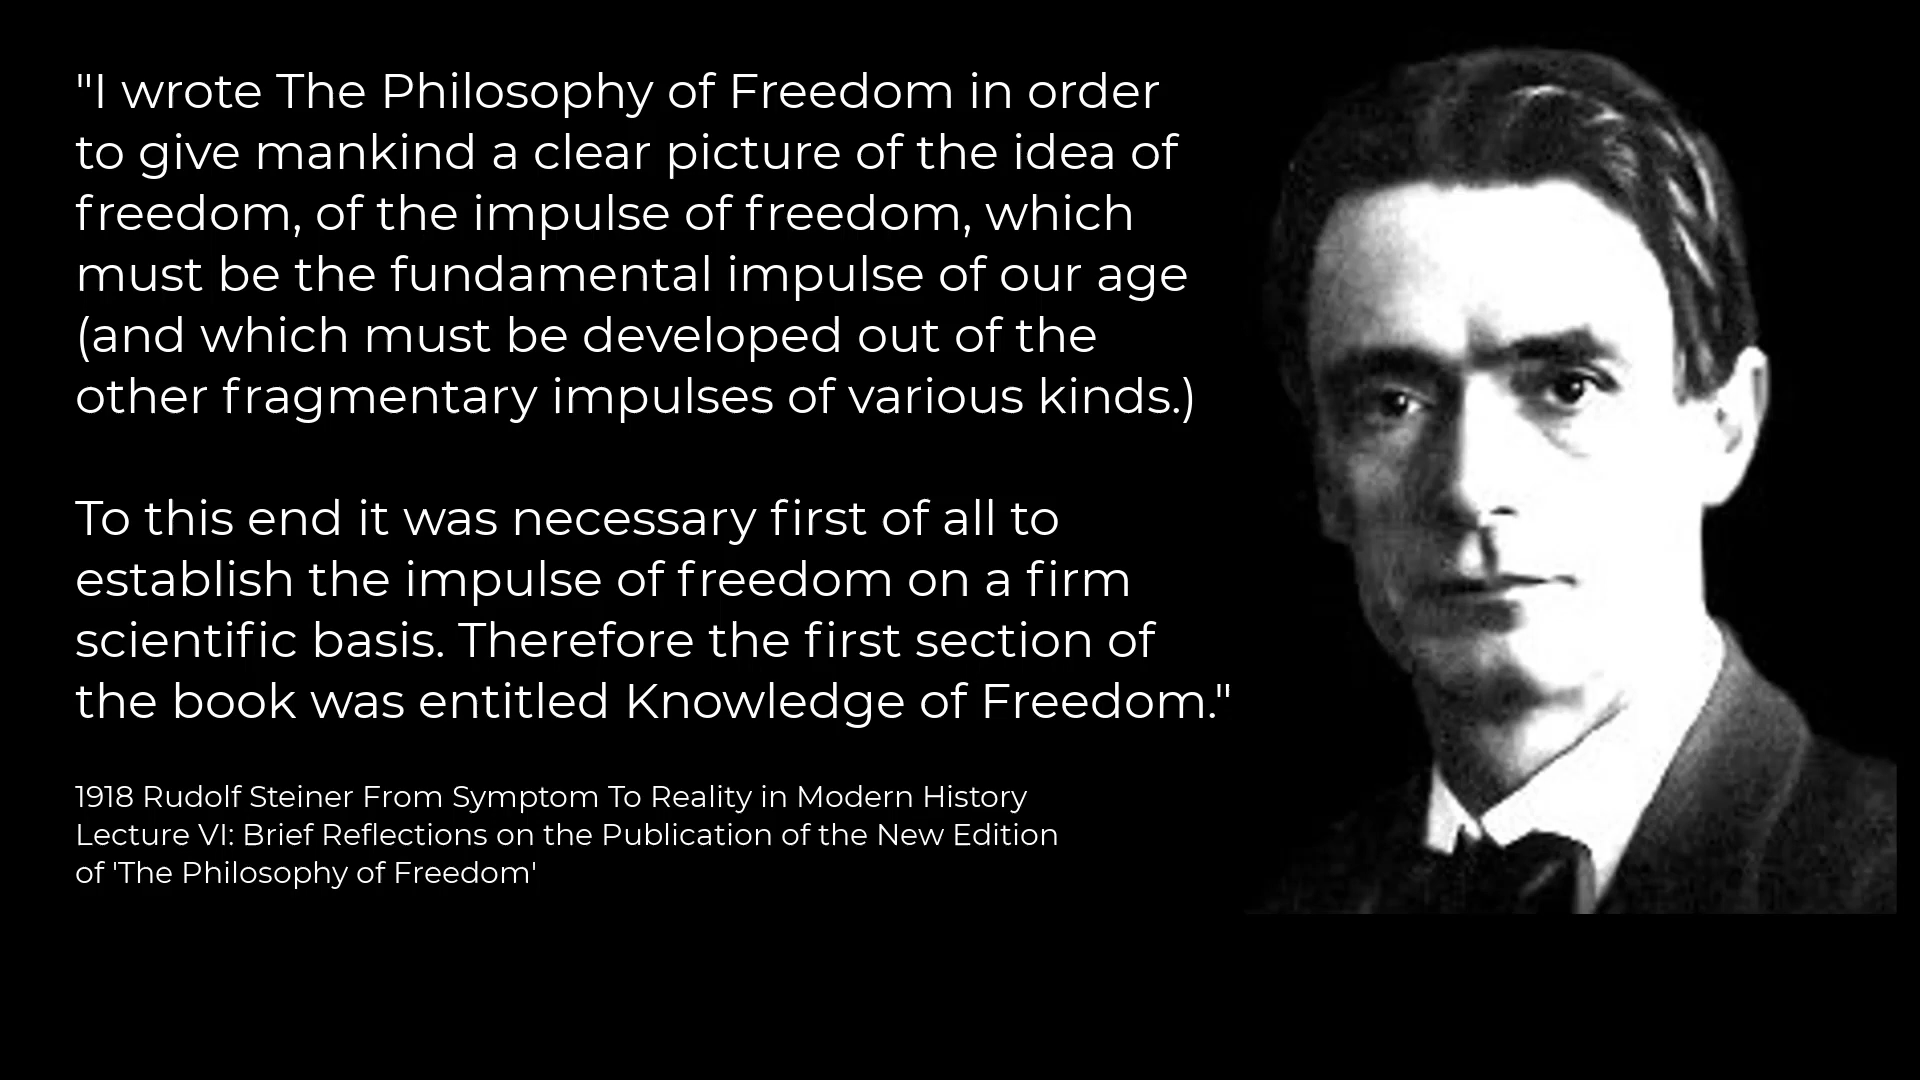 "I wrote The Philosophy of Freedom in order
to give mankind a clear picture of the idea of
freedom, of the impulse of freedom, which
must be the fundamental impulse of our age
(and which must be developed out of the
other fragmentary impulses of various kinds.)
To this end it was necessary first of all to
establish the impulse of freedom on a firm
scientific basis. Therefore the first section of
the book was entitled Knowledge of Freedom."
1918 Rudolf Steiner From Symptom To Reality in Modern History
Lecture VI: Brief Reflections on the Publication of the New Edition
of 'The Philosophy of Freedom'